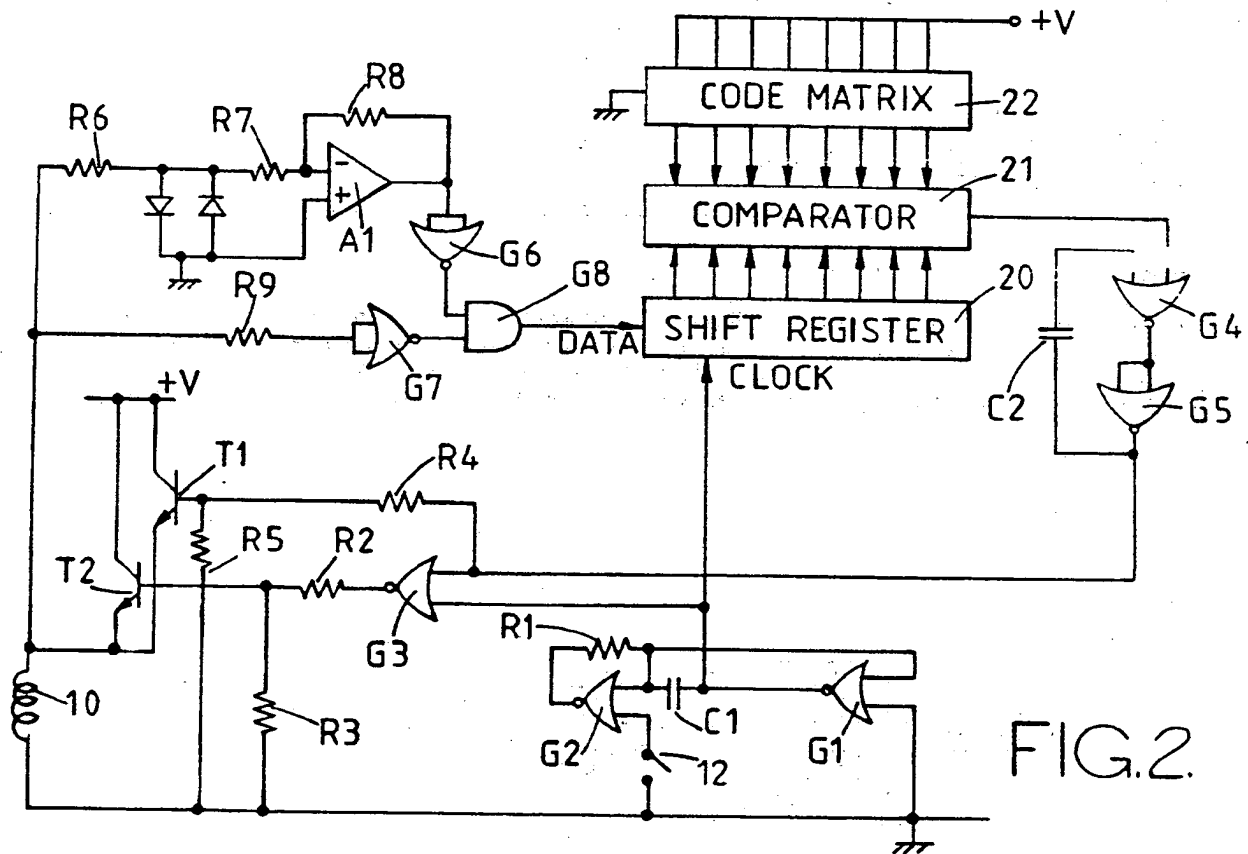 +V
R8
CODE MATRIX
22
R6
R7
-
+
A1
21
COMPARATOR
G6
G8
R9
20
SHIFT REGISTER
DATA
G4
G7
CLOCK
C2
G5
+V
T1
R4
R5
R2
T2
G3
R1
10
R3
G2
C1
G1
12
FIG.2.